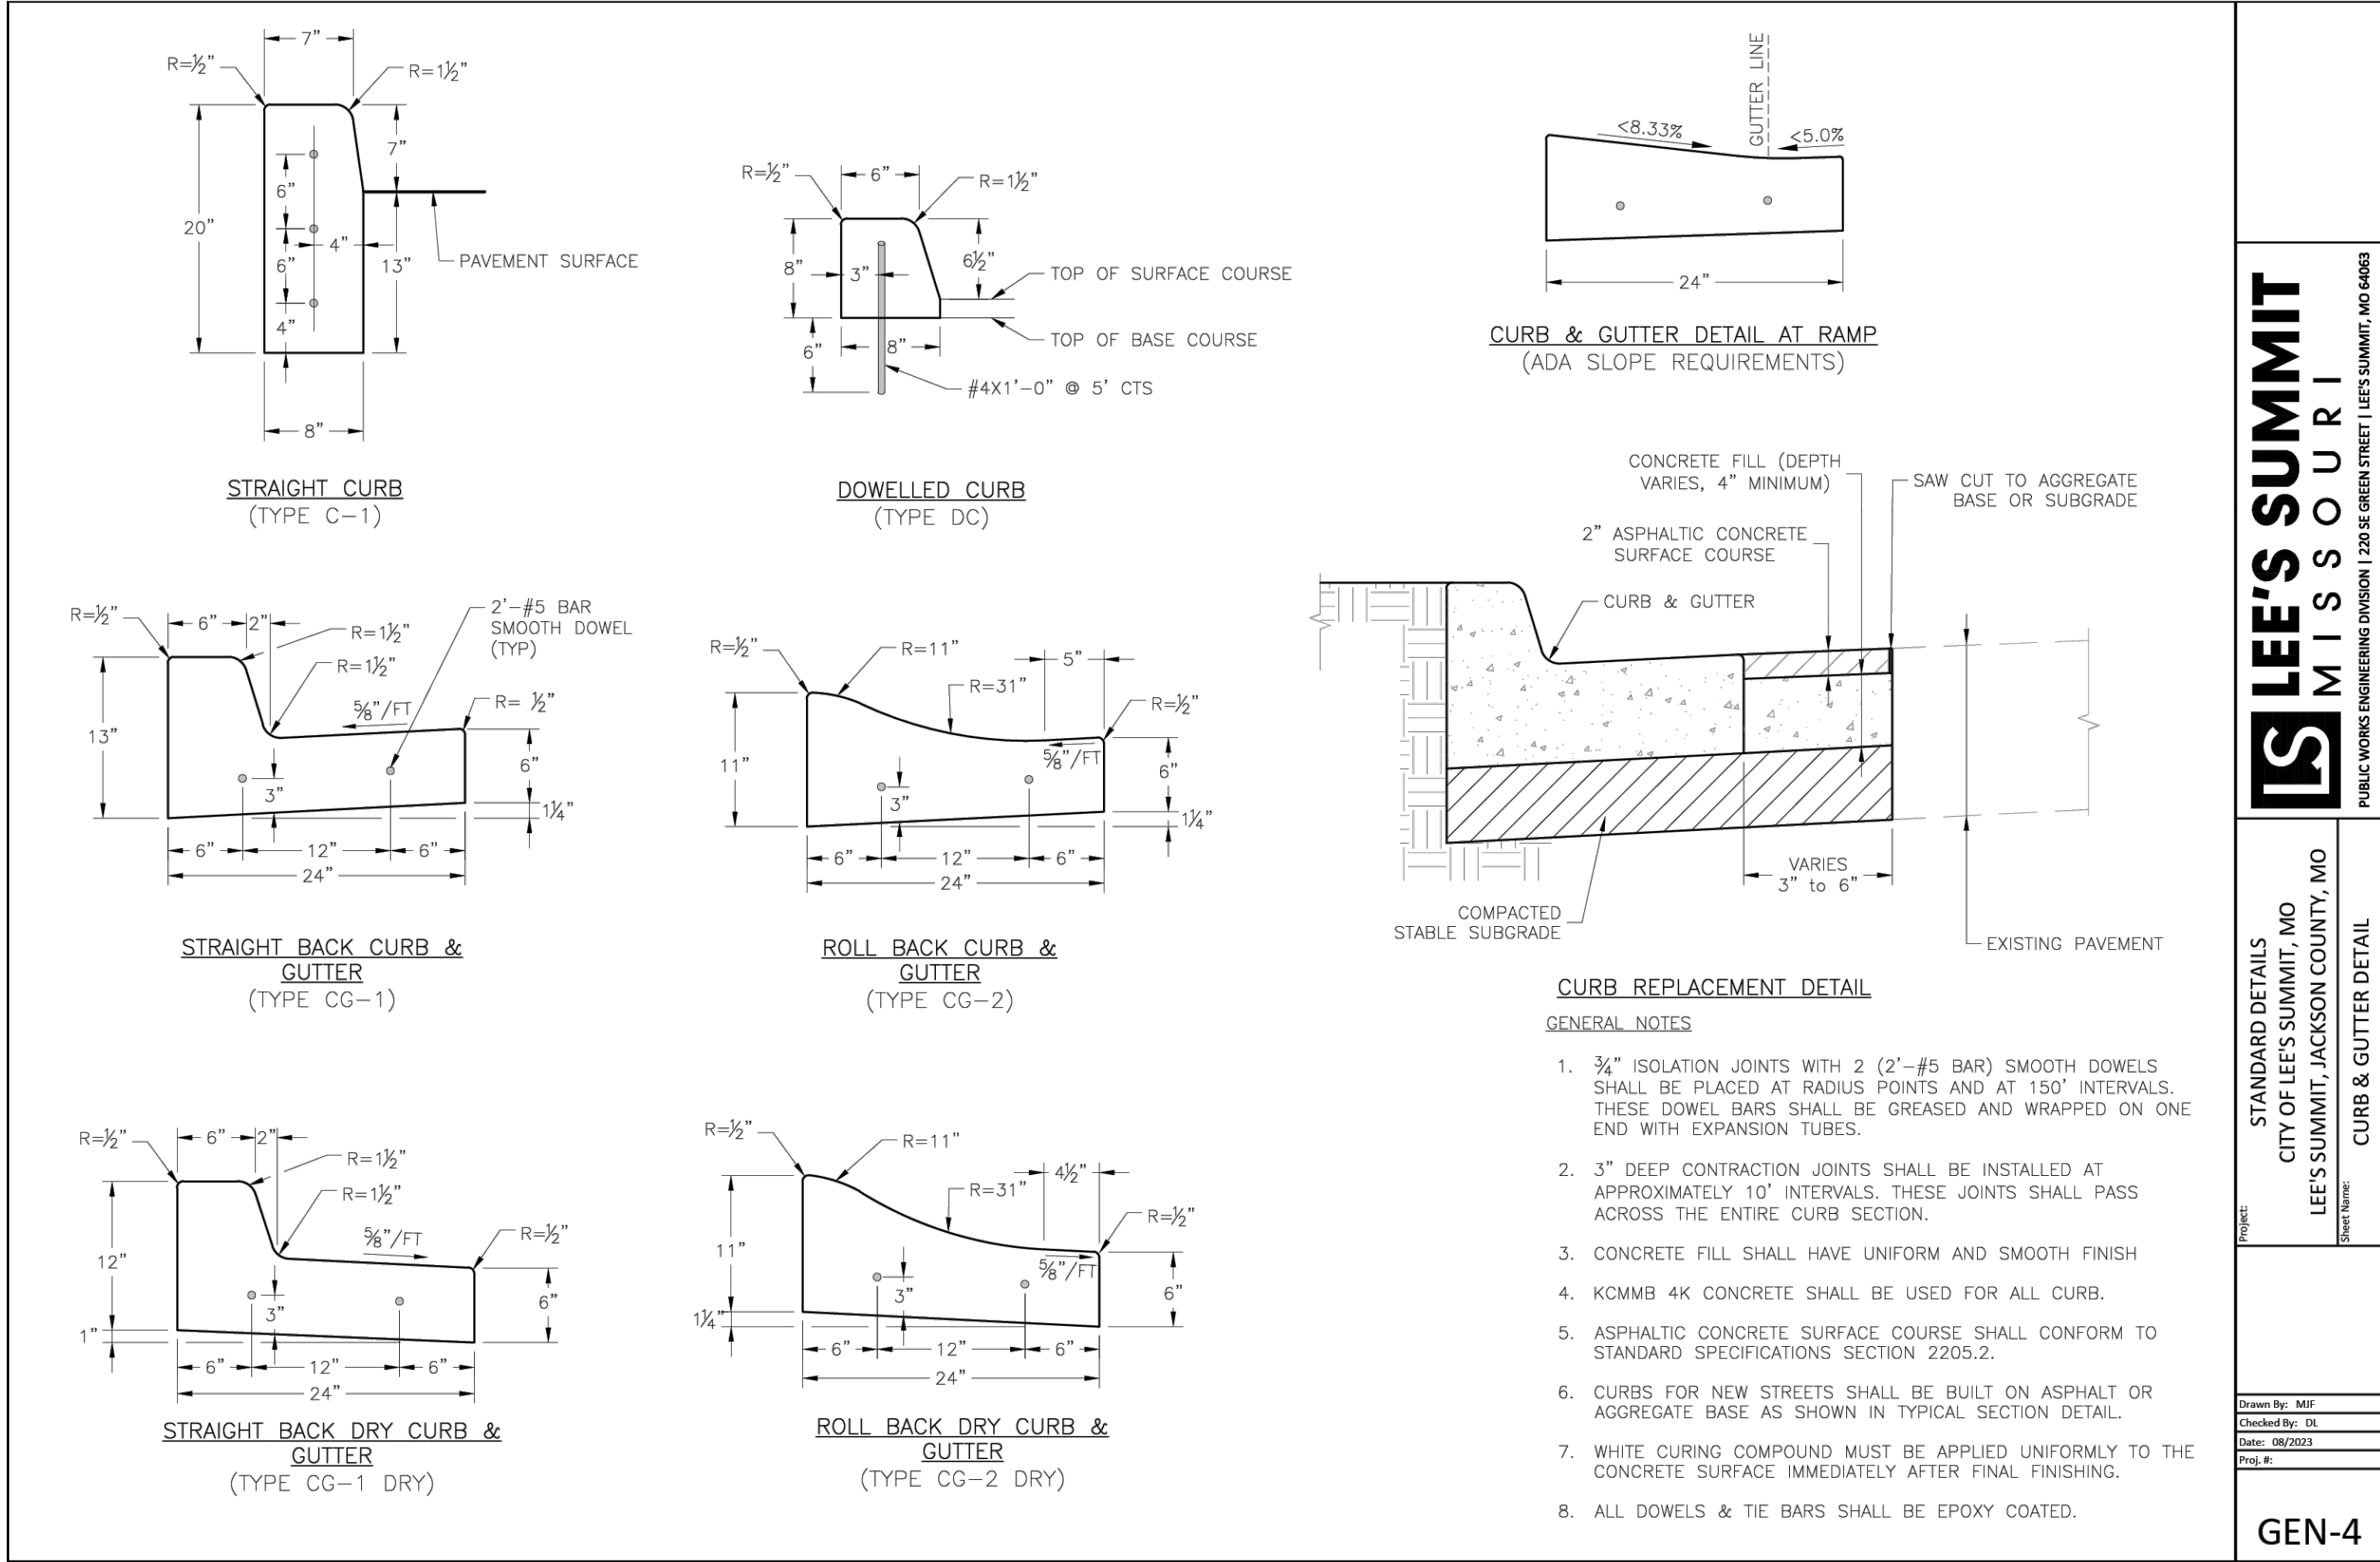 7”
R=½”
R=1½”
20”
6”
6”
4”
4”
7”
13”
PAVEMENT SURFACE
8”
STRAIGHT CURB
(TYPE C-1)
R=½”
6”
R=1½”
8”
3”
6½”
6”
8”
TOP OF SURFACE COURSE
TOP OF BASE COURSE
#4X1’-0” @ 5’ CTS
DOWELLED CURB
(TYPE DC)
GUTTER LINE
<8.33%
<5.0%
24”
CURB & GUTTER DETAIL AT RAMP
(ADA SLOPE REQUIREMENTS)
R=½”
6”
2”
R=1½”
R=1½”
2’-#5 BAR
SMOOTH DOWEL
(TYP)
⅝”/FT
R= ½”
13”
3”
6”
1¼”
6”
12”
6”
24”
STRAIGHT BACK CURB &
GUTTER
(TYPE CG-1)
R=½”
R=11”
R=31”
5”
R=½”
⅝”/FT
11”
3”
6”
1¼”
6”
12”
6”
24”
ROLL BACK CURB &
GUTTER
(TYPE CG-2)
CONCRETE FILL (DEPTH
VARIES, 4” MINIMUM)
SAW CUT TO AGGREGATE
BASE OR SUBGRADE
2” ASPHALTIC CONCRETE
SURFACE COURSE
CURB & GUTTER
VARIES
3” to 6”
COMPACTED
STABLE SUBGRADE
EXISTING PAVEMENT
CURB REPLACEMENT DETAIL
R=½”
6”
2”
R=1½”
R=1½”
⅝”/FT
R=½”
12”
1”
3”
6”
6”
12”
6”
24”
STRAIGHT BACK DRY CURB &
GUTTER
(TYPE CG-1 DRY)
R=½”
R=11”
R=31”
4½”
R=½”
⅝”/FT
11”
1¼”
3”
6”
6”
12”
6”
24”
ROLL BACK DRY CURB &
GUTTER
(TYPE CG-2 DRY)
GENERAL NOTES
1. ¾” ISOLATION JOINTS WITH 2 (2’-#5 BAR) SMOOTH DOWELS
SHALL BE PLACED AT RADIUS POINTS AND AT 150’ INTERVALS.
THESE DOWEL BARS SHALL BE GREASED AND WRAPPED ON ONE
END WITH EXPANSION TUBES.
2. 3” DEEP CONTRACTION JOINTS SHALL BE INSTALLED AT
APPROXIMATELY 10’ INTERVALS. THESE JOINTS SHALL PASS
ACROSS THE ENTIRE CURB SECTION.
3. CONCRETE FILL SHALL HAVE UNIFORM AND SMOOTH FINISH
4. KCMMB 4K CONCRETE SHALL BE USED FOR ALL CURB.
5. ASPHALTIC CONCRETE SURFACE COURSE SHALL CONFORM TO
STANDARD SPECIFICATIONS SECTION 2205.2.
6. CURBS FOR NEW STREETS SHALL BE BUILT ON ASPHALT OR
AGGREGATE BASE AS SHOWN IN TYPICAL SECTION DETAIL.
7. WHITE CURING COMPOUND MUST BE APPLIED UNIFORMLY TO THE
CONCRETE SURFACE IMMEDIATELY AFTER FINAL FINISHING.
8. ALL DOWELS & TIE BARS SHALL BE EPOXY COATED.
LS
LEE'S SUMMIT
MISSOURI
PUBLIC WORKS ENGINEERING DIVISION | 220 SE GREEN STREET | LEE'S SUMMIT, MO 64063
Project:
STANDARD DETAILS
CITY OF LEE'S SUMMIT, MO
LEE'S SUMMIT, JACKSON COUNTY, MO
Sheet Name:
CURB & GUTTER DETAIL
Drawn By: MJF
Checked By: DL
Date: 08/2023
Proj. #:
GEN-4